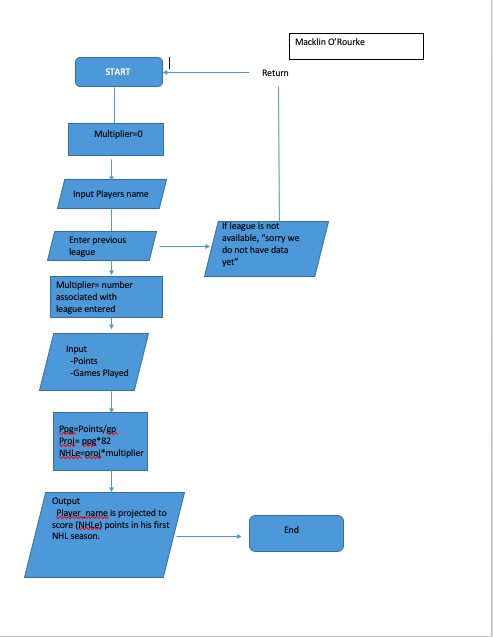 Macklin O'Rourke
START
Return
Multiplier=0
Input Players name
Enter previous
league
If league is not
available, "sorry we
do not have data
yet"
Multiplier= number
associated with
league entered
Input
-Points
-Games Played
Ppg=Points/gp
Proj= ppg*82
NHLe=proj*multiplier
Output
Player_name is projected to
score (NHLe) points in his first
NHL season.
End